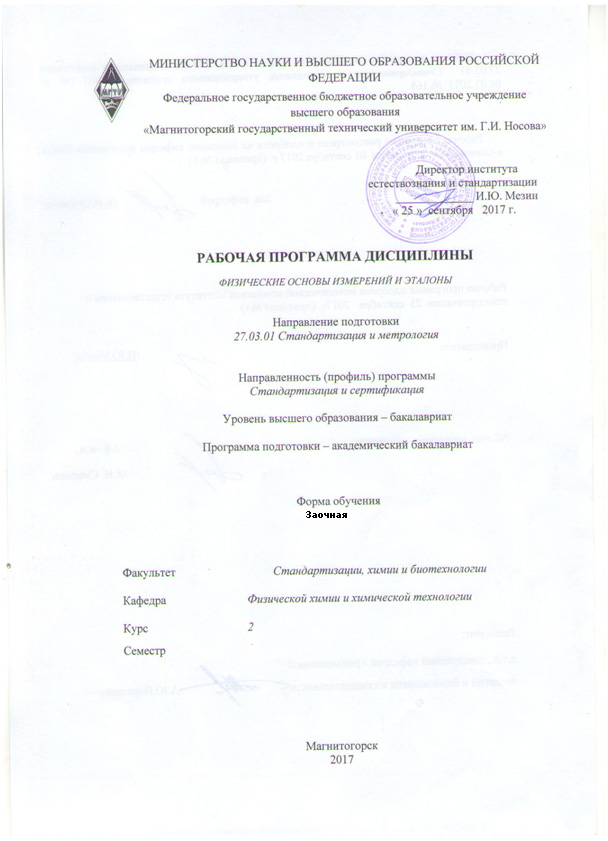 МИНИСТЕРСТВО НАУКИ И ВЫСШЕГО ОБРАЗОВАНИЯ РОССИЙСКОЙ
ФЕДЕРАЦИИ
Федеральное государственное бюджетное образовательное учреждение
высшего образования
«Магнитогорский государственный технический университет им. Г.И. Носова»
Директор института
естествознания и стандартизации
И.Ю. Мезин
« 25 » сентября 2017 г.
РАБОЧАЯ ПРОГРАММА ДИСЦИПЛИНЫ
ФИЗИЧЕСКИЕ ОСНОВЫ ИЗМЕРЕНИЙ И ЭТАЛОНЫ
Направление подготовки
27.03.01 Стандартизация и метрология
Направленность (профиль) программы
Стандартизация и сертификация
Уровень высшего образования – бакалавриат
Программа подготовки – академический бакалавриат
Форма обучения
Заочная
Факультет Стандартизации, химии и биотехнологии
Кафедра Физической химии и химической технологии
Курс 2
Семестр
Магнитогорск
2017